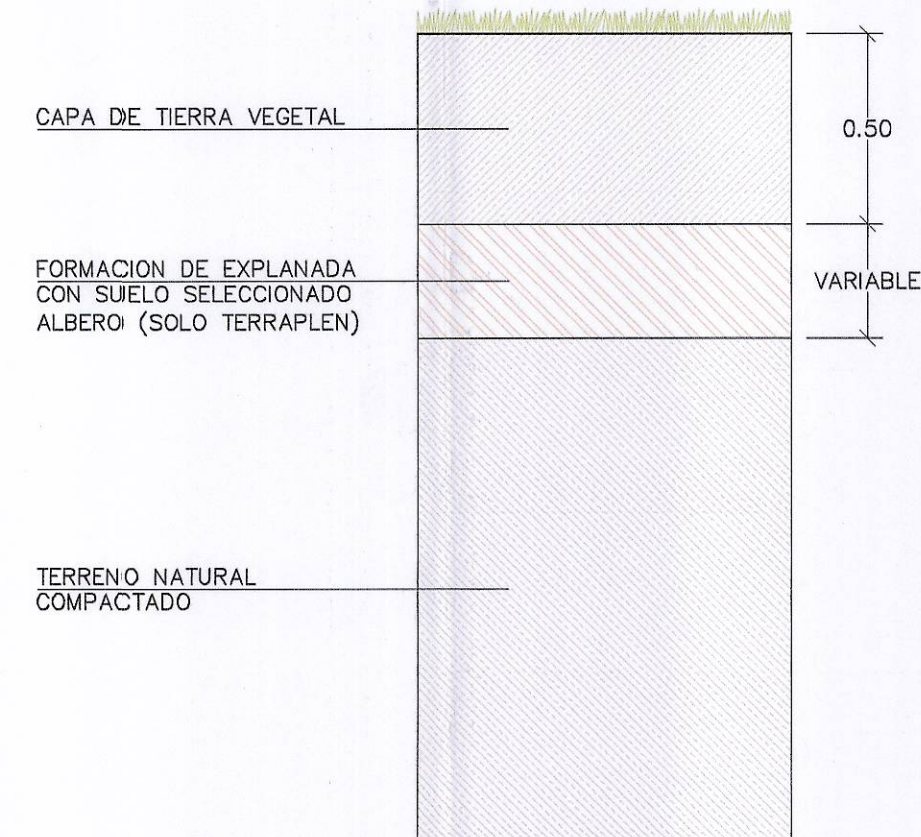 CAPA DE TIERRA VEGETAL
0.50
FORMACION DE EXPLANADA
CON SUELO SELECCIONADO
ALBERO (SOLO TERRAPLEN)
VARIABLE
TERRENO NATURAL
COMPACTADO